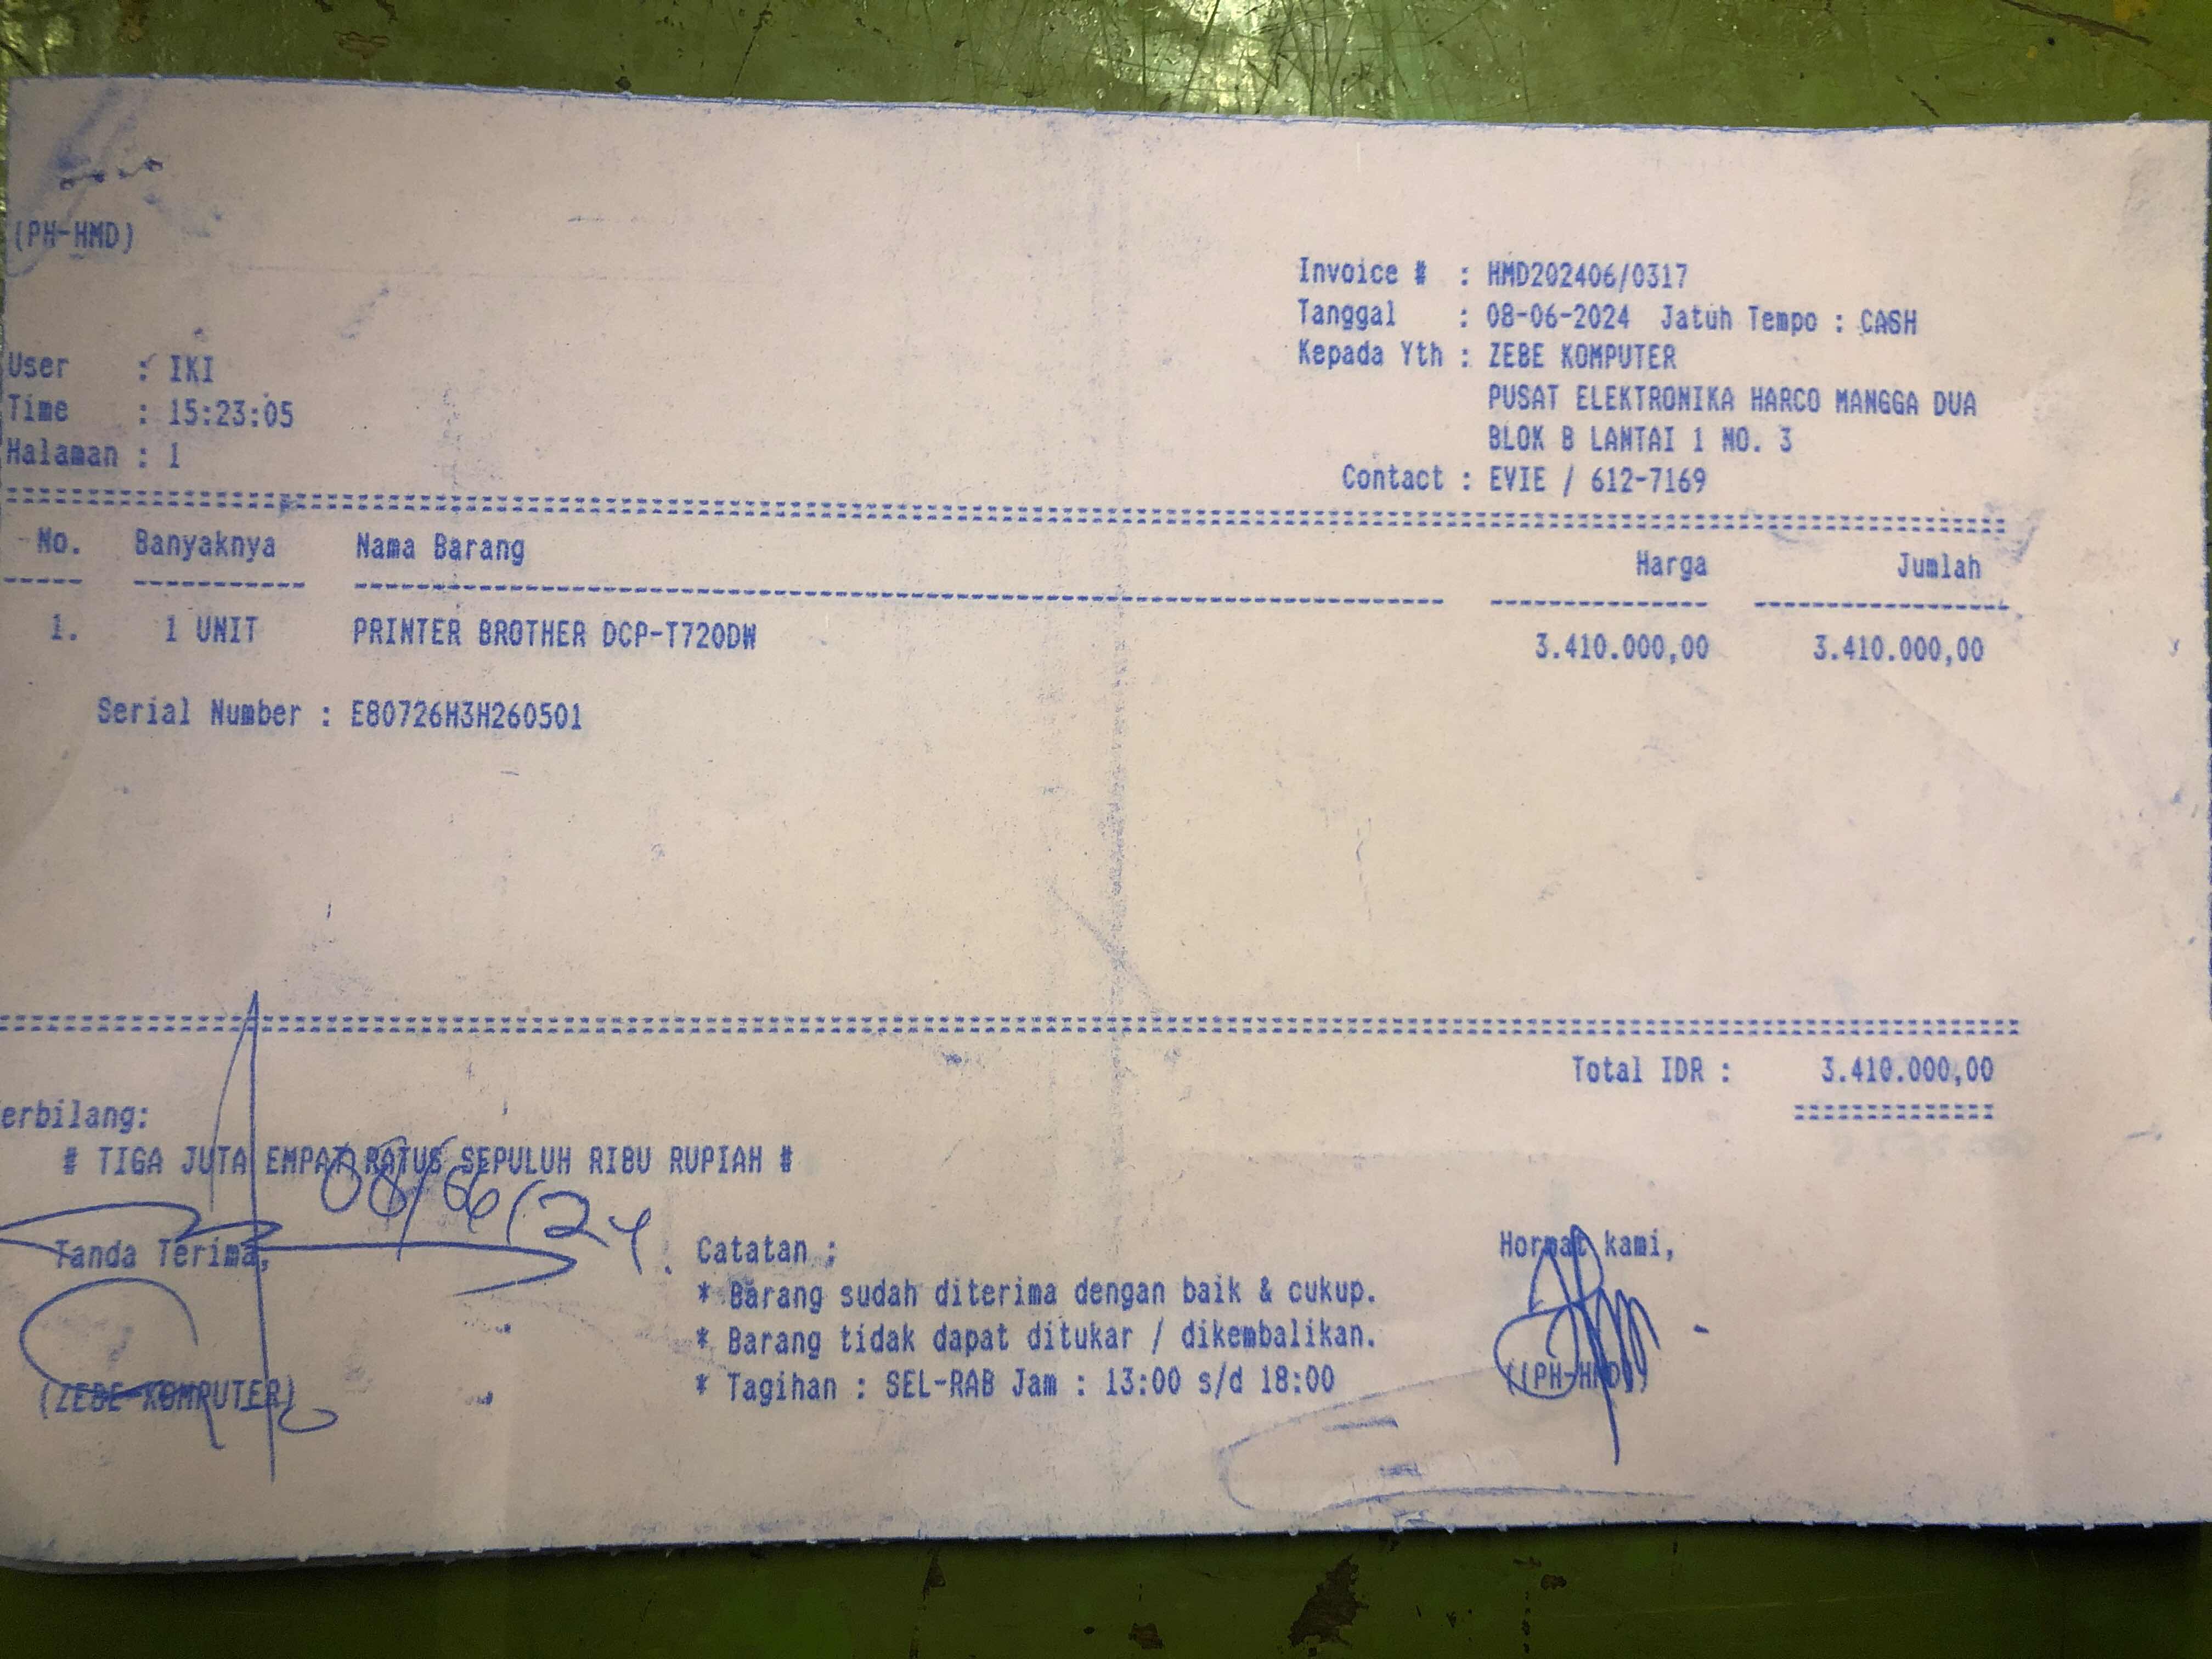 (PH-HMD)
Invoice # : HMD202406/0317
Tanggal : 08-06-2024 Jatuh Tempo : CASH
Kepada Yth : ZEBE KOMPUTER
PUSAT ELEKTRONIKA HARCO MANGGA DUA
BLOK B LANTAI 1 NO. 3
Contact : EVIE / 612-7169
User : IKI
Time : 15:23:05
Halaman : 1
No. Banyaknya Nama Barang Harga Jumlah
1. 1 UNIT PRINTER BROTHER DCP-T720DW 3.410.000,00 3.410.000,00
Serial Number : E80726H3H260501
Total IDR : 3.410.000,00
erbilang:
# TIGA JUTA EMPAT RATUS SEPULUH RIBU RUPIAH #
08/06/24
Tanda Terima,
(ZEBE KOMPUTER)
Catatan :
* Barang sudah diterima dengan baik & cukup.
* Barang tidak dapat ditukar / dikembalikan.
* Tagihan : SEL-RAB Jam : 13:00 s/d 18:00
Hormat kami,
((PH-HMD))